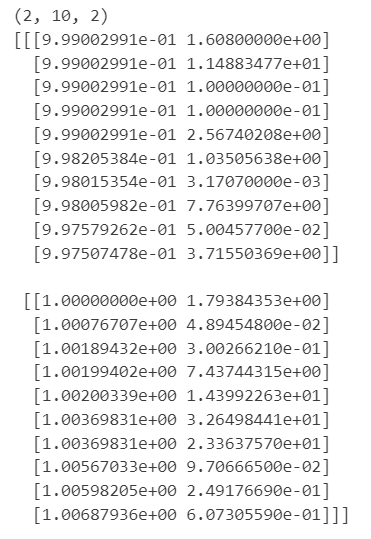 (2, 10, 2)
[[[9.99002991e-01 1.60800000e+00]
[9.99002991e-01 1.14883477e+01]
[9.99002991e-01 1.00000000e-01]
[9.99002991e-01 1.00000000e-01]
[9.99002991e-01 2.56740208e+00]
[9.98205384e-01 1.03505638e+00]
[9.98015354e-01 3.17070000e-03]
[9.98005982e-01 7.76399707e+00]
[9.97579262e-01 5.00457700e-02]
[9.97507478e-01 3.71550369e+00]]
[[1.00000000e+00 1.79384353e+00]
[1.00076707e+00 4.89454800e-02]
[1.00189432e+00 3.00266210e-01]
[1.00199402e+00 7.43744315e+00]
[1.00200339e+00 1.43992263e+01]
[1.00369831e+00 3.26498441e+01]
[1.00369831e+00 2.33637570e+01]
[1.00567033e+00 9.70666500e-02]
[1.00598205e+00 2.49176690e-01]
[1.00687936e+00 6.07305590e-01]]]